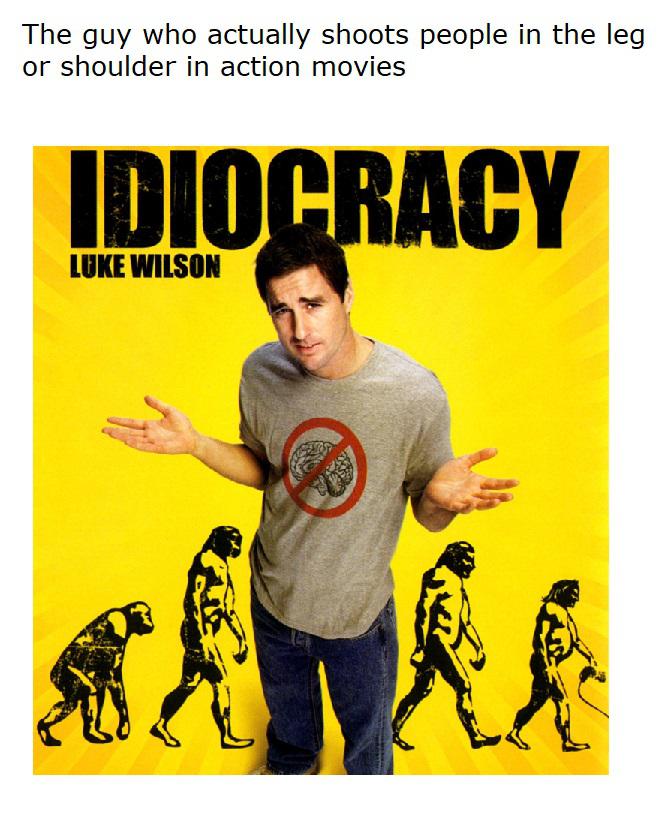 The guy who actually shoots people in the leg
or shoulder in action movies
IDIOCRACY
LUKE WILSON